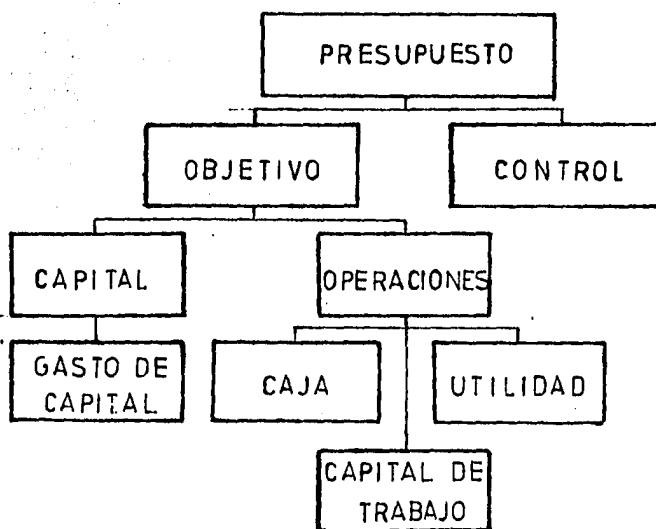 PRESUPUESTO
OBJETIVO
CONTROL
CAPITAL
OPERACIONES
GASTO DE
CAPITAL
CAJA
UTILIDAD
CAPITAL DE
TRABAJO